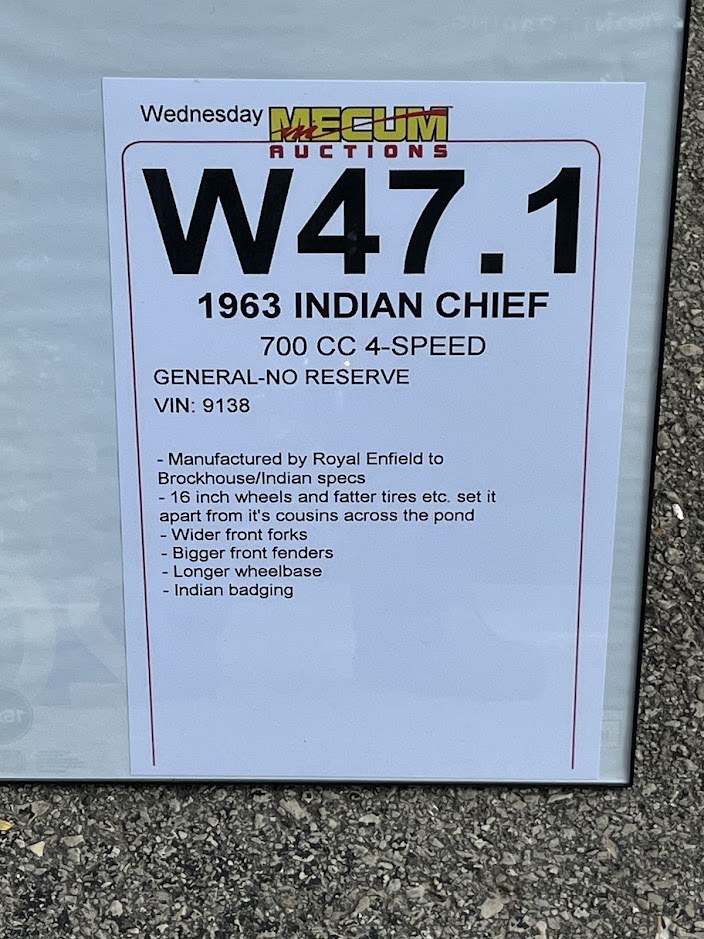 Wednesday MECUM
AUCTIONS
W47.1
1963 INDIAN CHIEF
700 CC 4-SPEED
GENERAL-NO RESERVE
VIN: 9138
- Manufactured by Royal Enfield to
Brockhouse/Indian specs
- 16 inch wheels and fatter tires etc. set it
apart from it's cousins across the pond
- Wider front forks
- Bigger front fenders
- Longer wheelbase
- Indian badging